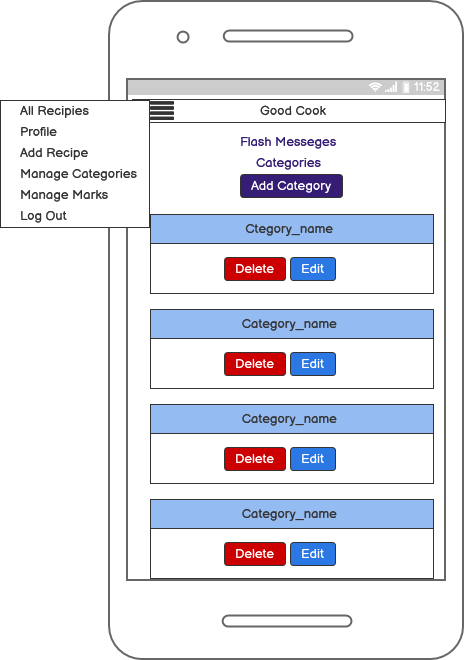 11:52
Good Cook
All Recipies
Profile
Add Recipe
Manage Categories
Manage Marks
Log Out
Flash Messeges
Categories
Add Category
Ctegory_name
Delete Edit
Category_name
Delete Edit
Category_name
Delete Edit
Category_name
Delete Edit